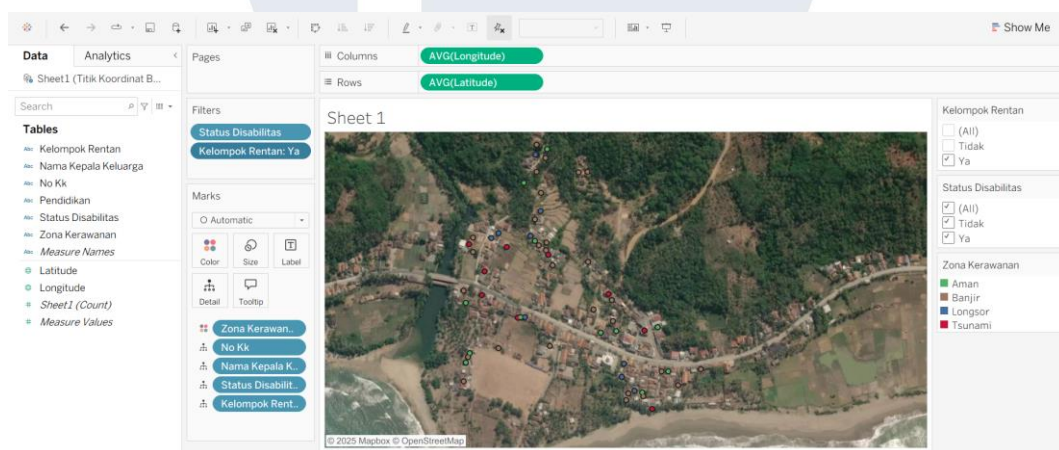 Show Me
Data Analytics
Pages
Columns AVG(Longitude)
Sheet1 (Titik Koordinat B...
Rows AVG(Latitude)
Search
Tables
Kelompok Rentan
Nama Kepala Keluarga
No Kk
Pendidikan
Status Disabilitas
Zona Kerawanan
Measure Names
Latitude
Longitude
Sheet1 (Count)
Measure Values
Filters
Status Disabilitas
Kelompok Rentan: Ya
Marks
Automatic
Color Size Label
Detail Tooltip
Zona Kerawan..
No Kk
Nama Kepala K..
Status Disabilit..
Kelompok Rent..
Sheet 1
© 2025 Mapbox © OpenStreetMap
Kelompok Rentan
(All)
Tidak
Ya
Status Disabilitas
(All)
Tidak
Ya
Zona Kerawanan
Aman
Banjir
Longsor
Tsunami